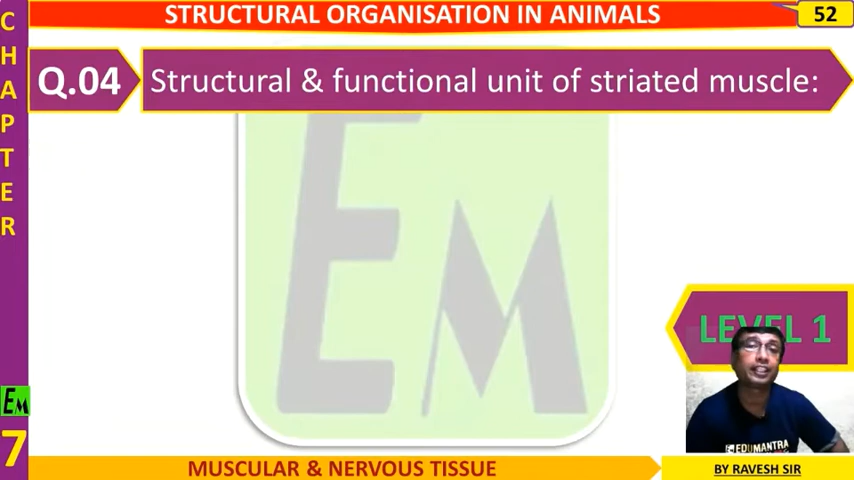 STRUCTURAL ORGANISATION IN ANIMALS
52
CHAPTER
Q.04
Structural & functional unit of striated muscle:
EM
LEVEL 1
EDUMANTRA
EM
7
MUSCULAR & NERVOUS TISSUE
BY RAVESH SIR